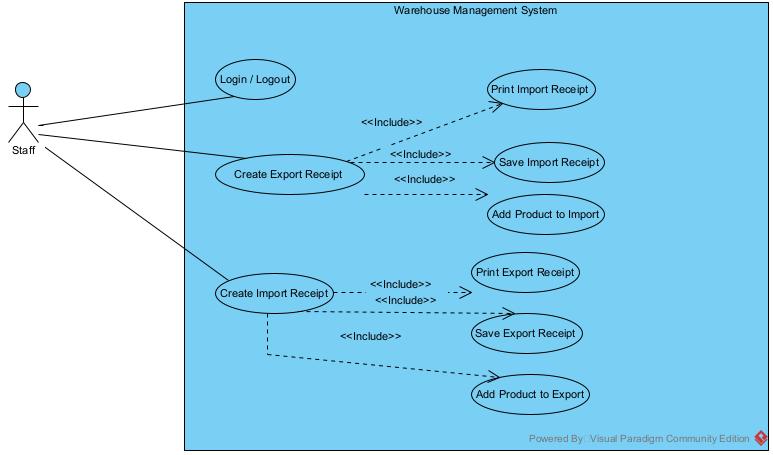 Warehouse Management System
Login / Logout
Print Import Receipt
<<Include>>
Staff
<<Include>>
Save Import Receipt
Create Export Receipt
<<Include>>
Add Product to Import
Print Export Receipt
<<Include>>
Create Import Receipt
<<Include>>
Save Export Receipt
<<Include>>
Add Product to Export
Powered By: Visual Paradigm Community Edition